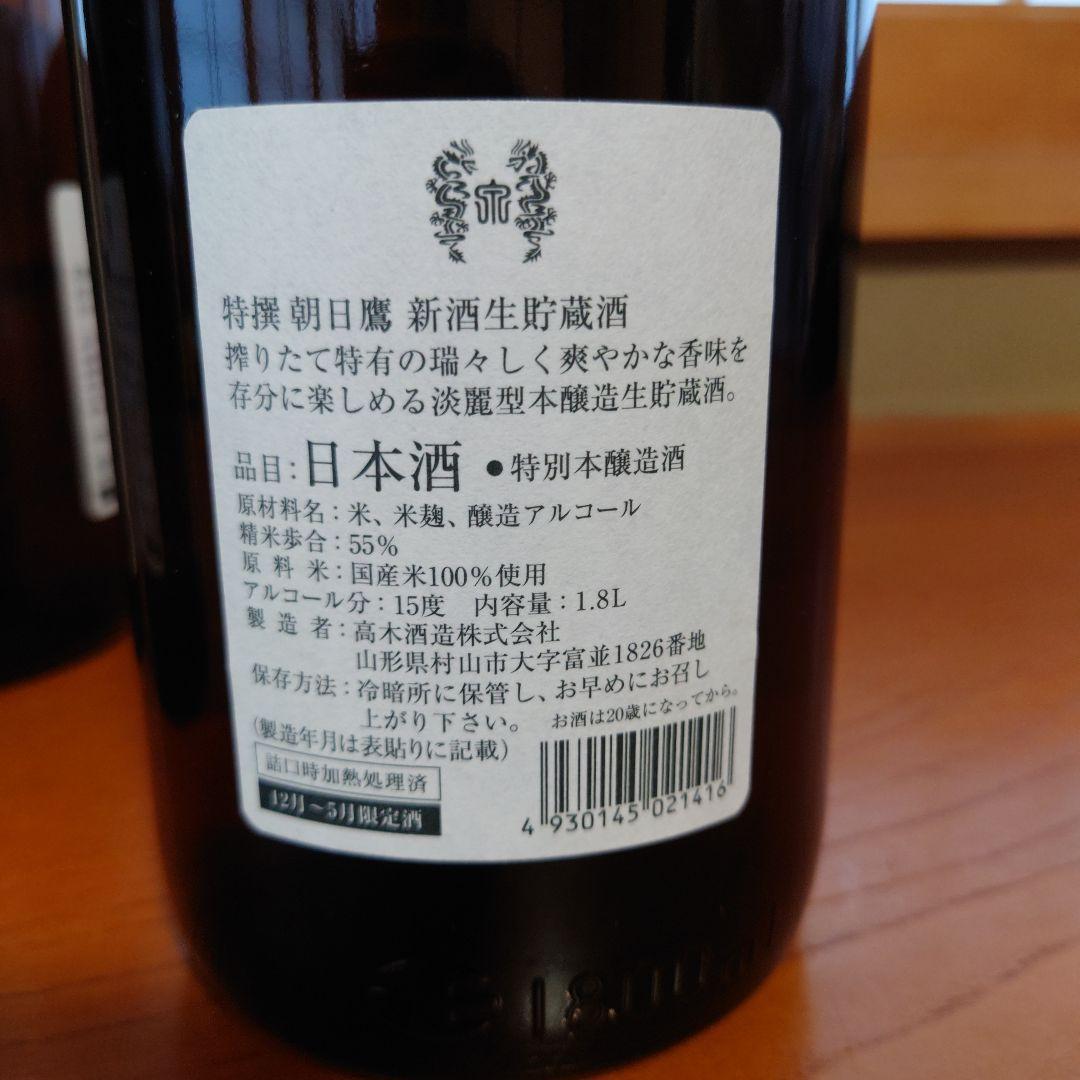 特撰 朝日鷹 新酒生貯蔵酒
搾りたて特有の瑞々しく爽やかな香味を
存分に楽しめる淡麗型本醸造生貯蔵酒。
品目：日本酒 ●特別本醸造酒
原材料名：米、米麹、醸造アルコール
精米歩合：55％
原料米：国産米100％使用
アルコール分：15度 内容量：1.8L
製造者：高木酒造株式会社
山形県村山市大字富並1826番地
保存方法：冷暗所に保管し、お早めにお召し
上がり下さい。 お酒は20歳になってから。
(製造年月は表貼りに記載)
詰口時加熱処理済
12月～5月限定酒
4 930145 021416